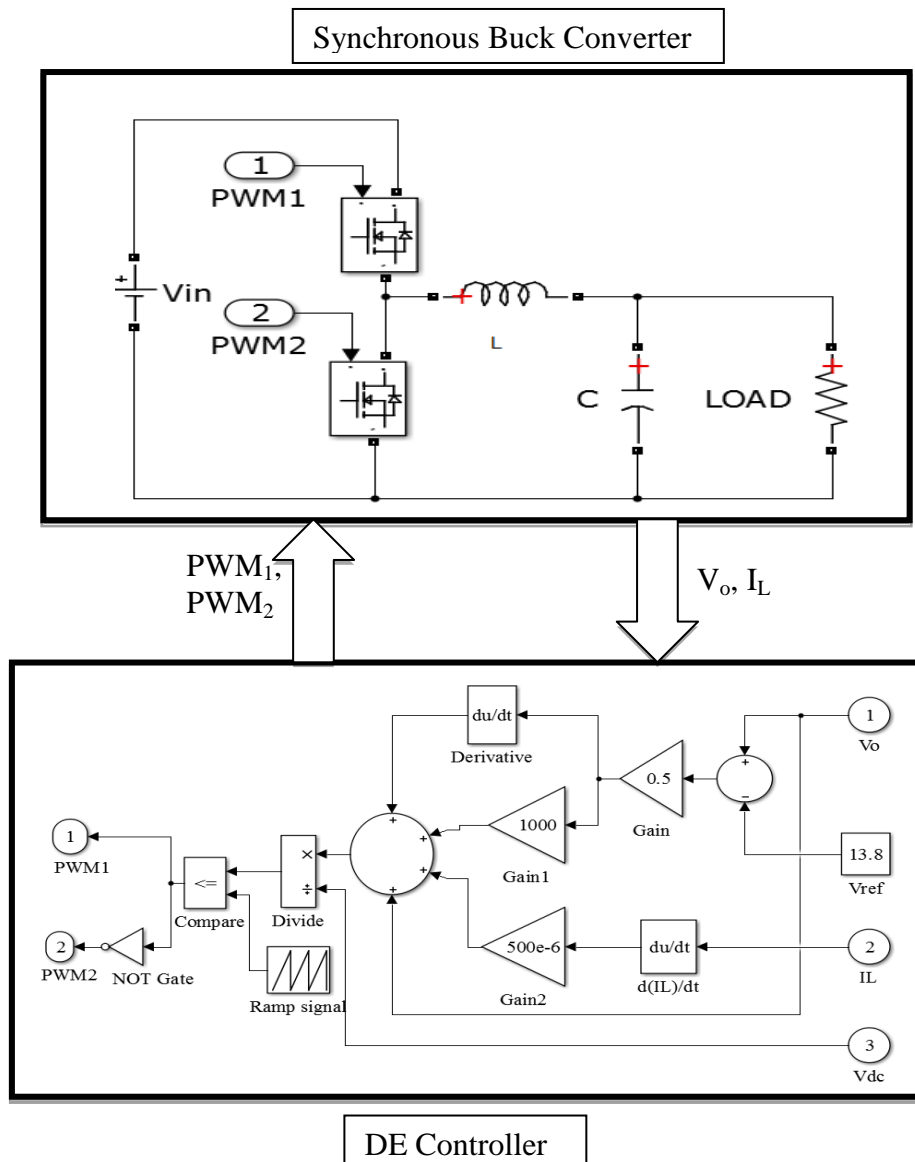 Synchronous Buck Converter
1
PWM1
Vin
2
PWM2
L
C
LOAD
PWM₁,
PWM₂
Vₒ, I_L
du/dt
Derivative
1
Vo
0.5
Gain
1000
Gain1
13.8
Vref
1
PWM1
<=
Compare
×
÷
Divide
2
PWM2
NOT Gate
Ramp signal
500e-6
Gain2
du/dt
d(IL)/dt
2
IL
3
Vdc
DE Controller